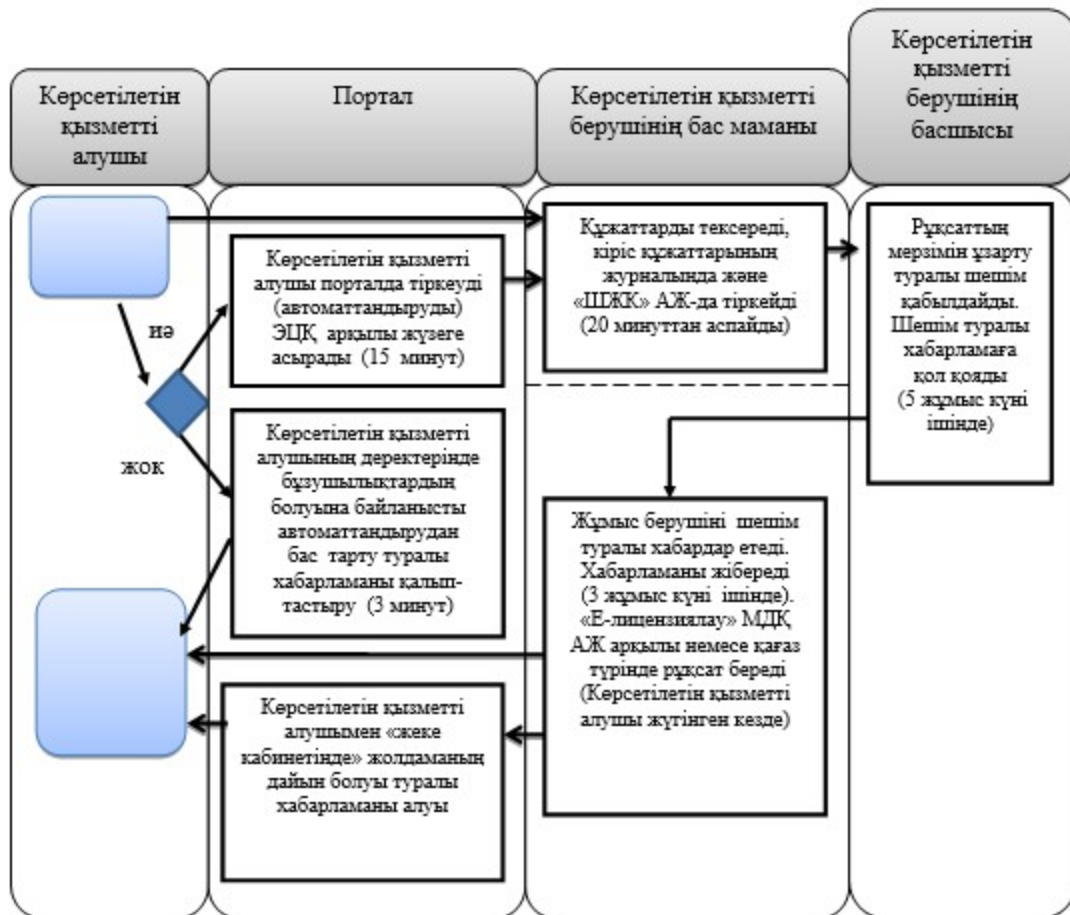 Көрсетілетін
қызметті
алушы
Портал
Көрсетілетін қызметті
берушінің бас маманы
Көрсетілетін
қызметті
берушінің
басшысы
иә
жок
Көрсетілетін қызметті
алушы порталда тіркеуді
(автоматтандыруды)
ЭЦҚ арқылы жүзеге
асырады (15 минут)
Көрсетілетін қызметті
алушының деректерінде
бұзушылықтардың
болуына байланысты
автоматтандырудан
бас тарту туралы
хабарламаны қалып-
тастыру (3 минут)
Көрсетілетін қызметті
алушымен «жеке
кабинетінде» жолдаманың
дайын болуы туралы
хабарламаны алуы
Құжаттарды тексереді,
кіріс құжаттарының
журналында және
«ШЖК» АЖ-да тіркейді
(20 минуттан аспайды)
Жұмыс берушіні шешім
туралы хабардар етеді.
Хабарламаны жібереді
(3 жұмыс күні ішінде).
«Е-лицензиялау» МДҚ
АЖ арқылы немесе қағаз
түрінде рұқсат береді
(Көрсетілетін қызметті
алушы жүгінген кезде)
Рұқсаттың
мерзімін ұзарту
туралы шешім
қабылдайды.
Шешім туралы
хабарламаға
қол қояды
(5 жұмыс күні
ішінде)